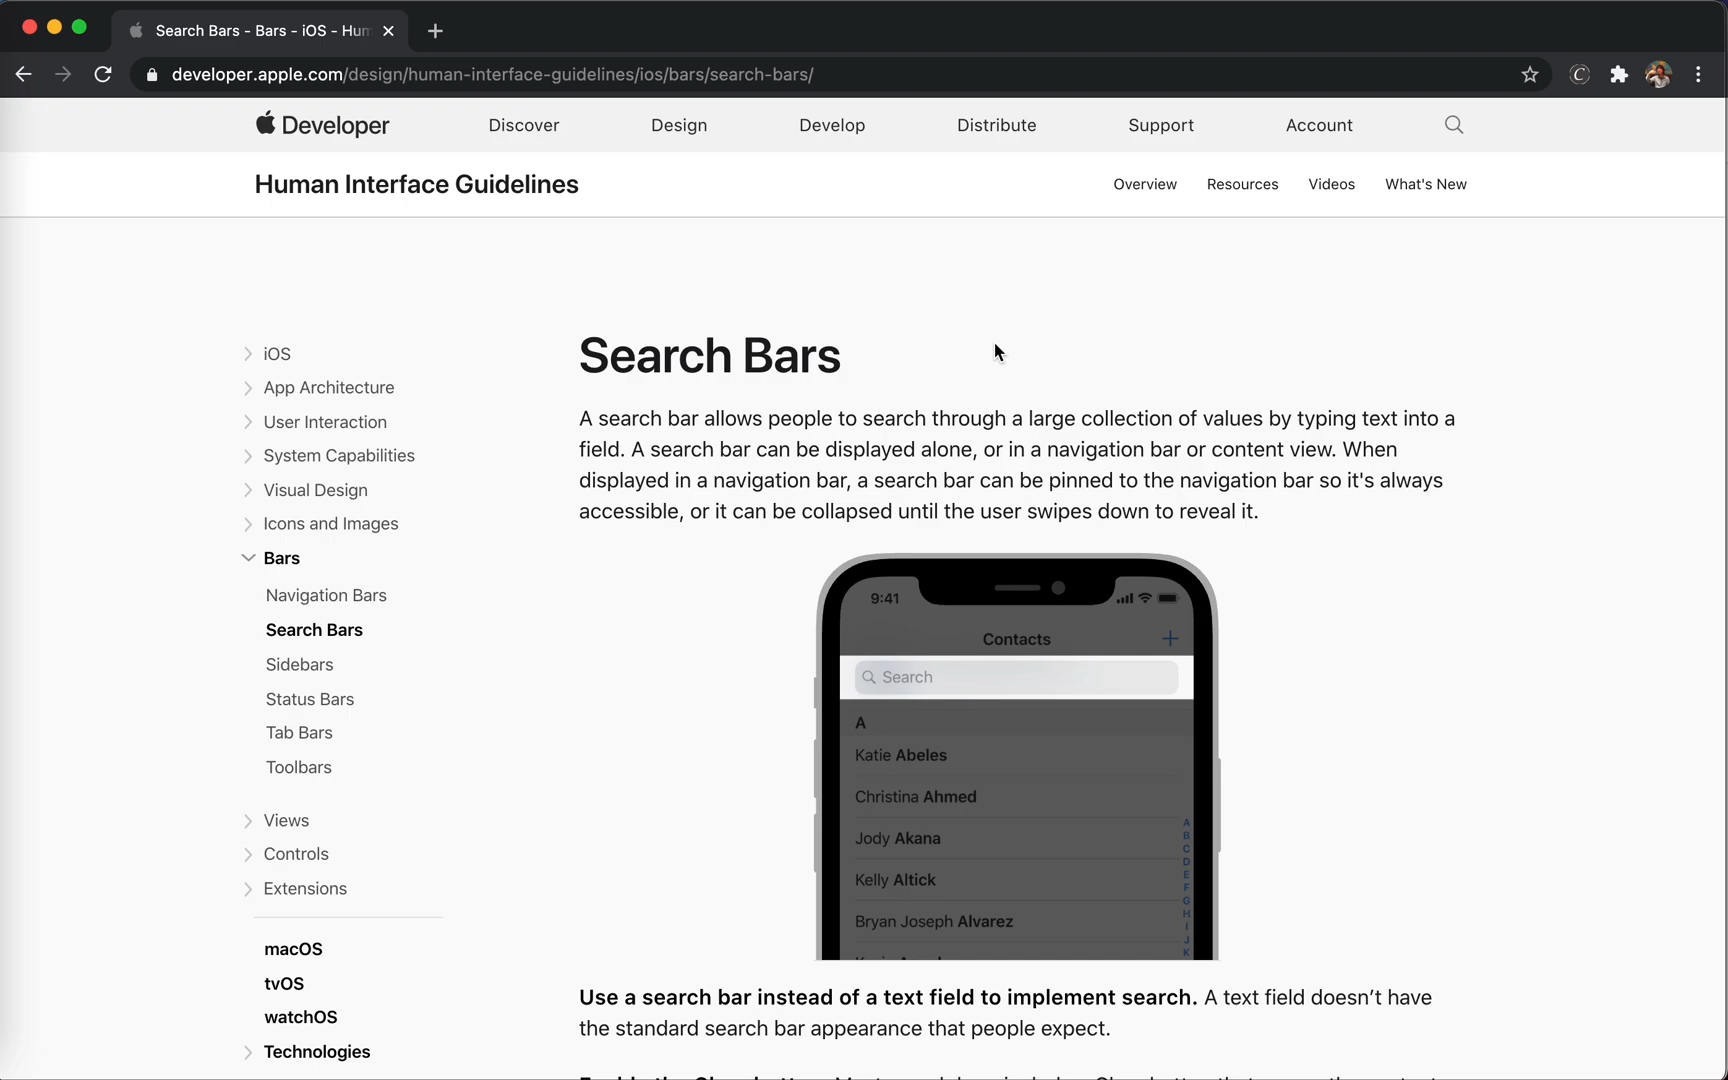 Search Bars - Bars - iOS - Hum
developer.apple.com/design/human-interface-guidelines/ios/bars/search-bars/
Developer
Discover
Design
Develop
Distribute
Support
Account
Human Interface Guidelines
Overview
Resources
Videos
What's New
iOS
App Architecture
User Interaction
System Capabilities
Visual Design
Icons and Images
Bars
Navigation Bars
Search Bars
Sidebars
Status Bars
Tab Bars
Toolbars
Views
Controls
Extensions
macOS
tvOS
watchOS
Technologies
Search Bars
A search bar allows people to search through a large collection of values by typing text into a
field. A search bar can be displayed alone, or in a navigation bar or content view. When
displayed in a navigation bar, a search bar can be pinned to the navigation bar so it's always
accessible, or it can be collapsed until the user swipes down to reveal it.
9:41
Contacts
Search
A
Katie Abeles
Christina Ahmed
Jody Akana
Kelly Altick
Bryan Joseph Alvarez
A
B
C
D
E
F
G
H
I
J
K
Use a search bar instead of a text field to implement search. A text field doesn't have
the standard search bar appearance that people expect.